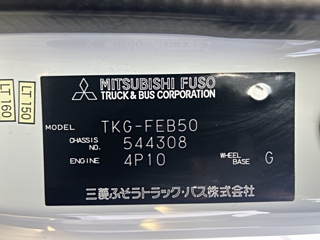 MITSUBISHI FUSO
TRUCK & BUS CORPORATION
LT150
LT160
MODEL TKG-FEB50
CHASSIS NO. 544308
ENGINE 4P10 WHEEL BASE G
三菱ふそうトラック・バス株式会社